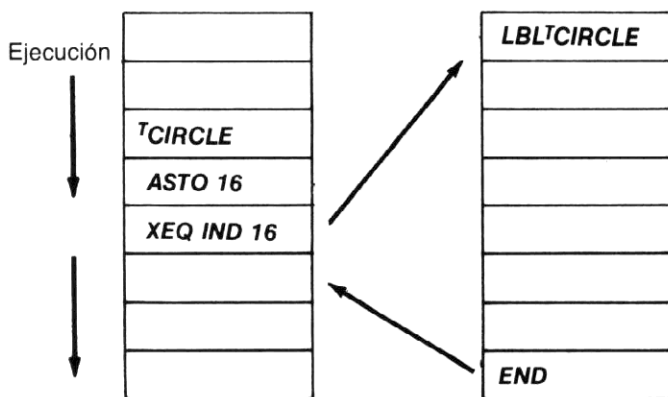 Ejecución
ᵀCIRCLE
ASTO 16
XEQ IND 16
LBLᵀCIRCLE
END